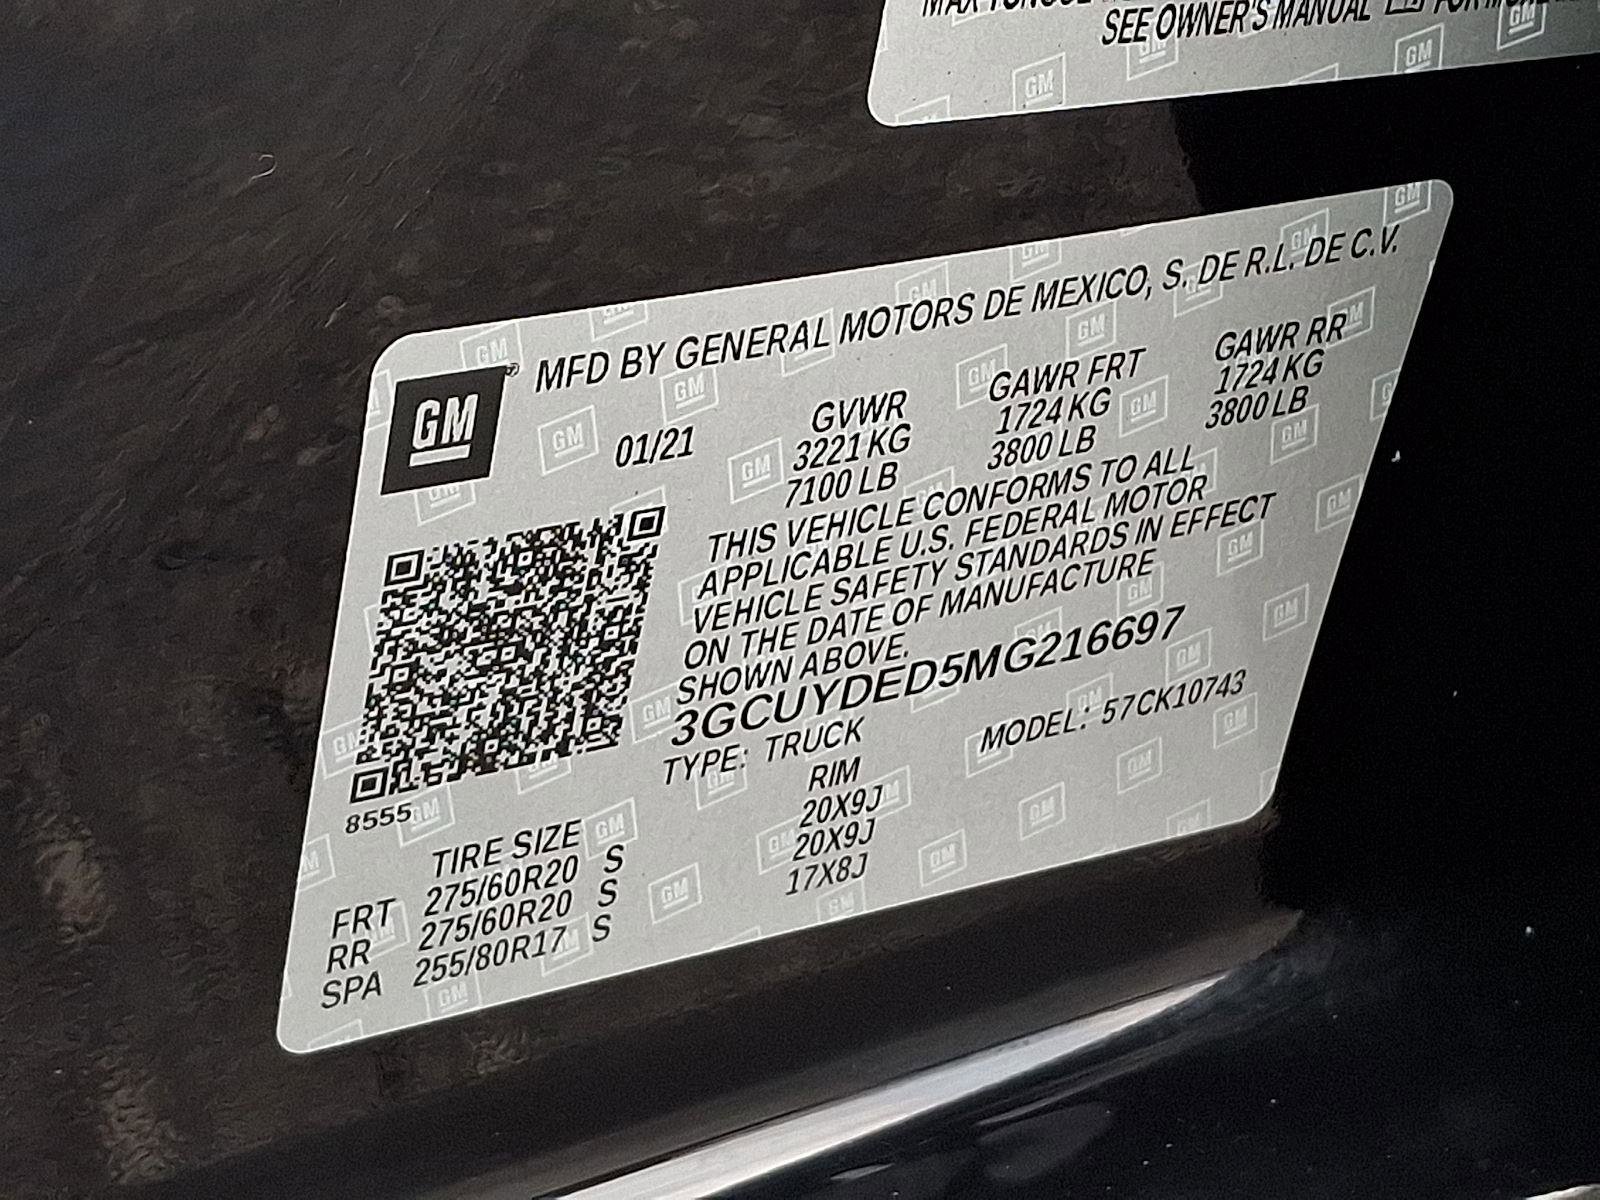 SEE OWNER'S MANUAL
GM
MFD BY GENERAL MOTORS DE MEXICO, S. DE R.L. DE C.V.
01/21
GVWR
3221 KG
7100 LB
GAWR FRT
1724 KG
3800 LB
GAWR RR
1724 KG
3800 LB
THIS VEHICLE CONFORMS TO ALL
APPLICABLE U.S. FEDERAL MOTOR
VEHICLE SAFETY STANDARDS IN EFFECT
ON THE DATE OF MANUFACTURE
SHOWN ABOVE.
3GCUYDED5MG216697
TYPE: TRUCK MODEL: 57CK10743
8555
TIRE SIZE RIM
FRT 275/60R20 S 20X9J
RR 275/60R20 S 20X9J
SPA 255/80R17 S 17X8J